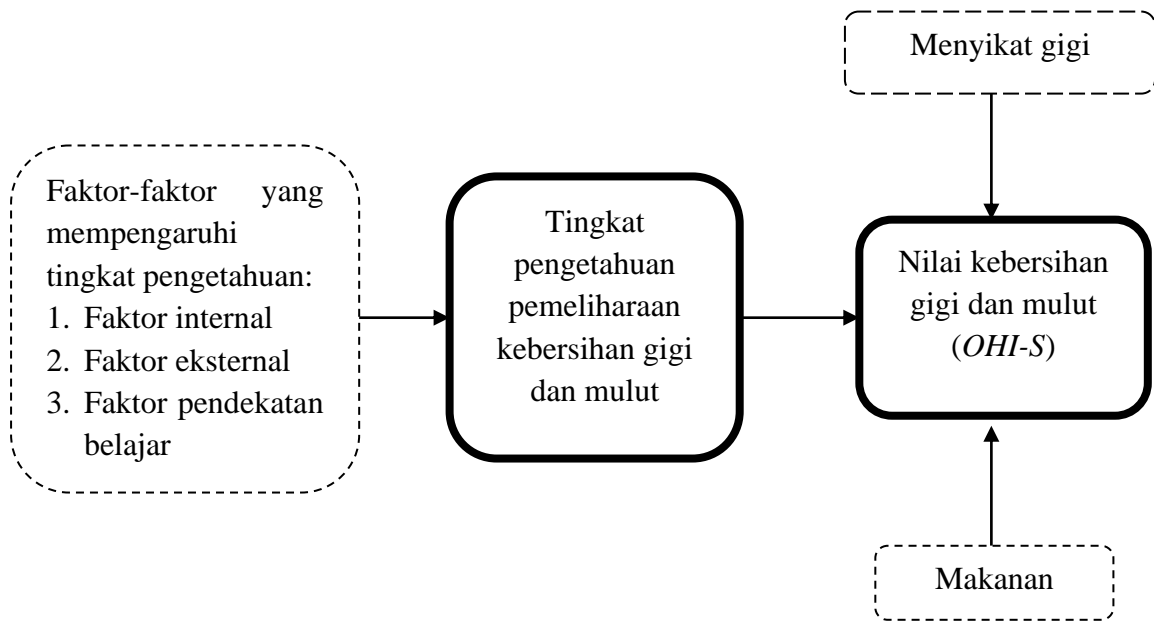 Menyikat gigi
Faktor-faktor yang
mempengaruhi
tingkat pengetahuan:
1. Faktor internal
2. Faktor eksternal
3. Faktor pendekatan
belajar
Tingkat
pengetahuan
pemeliharaan
kebersihan gigi
dan mulut
Nilai kebersihan
gigi dan mulut
(OHI-S)
Makanan